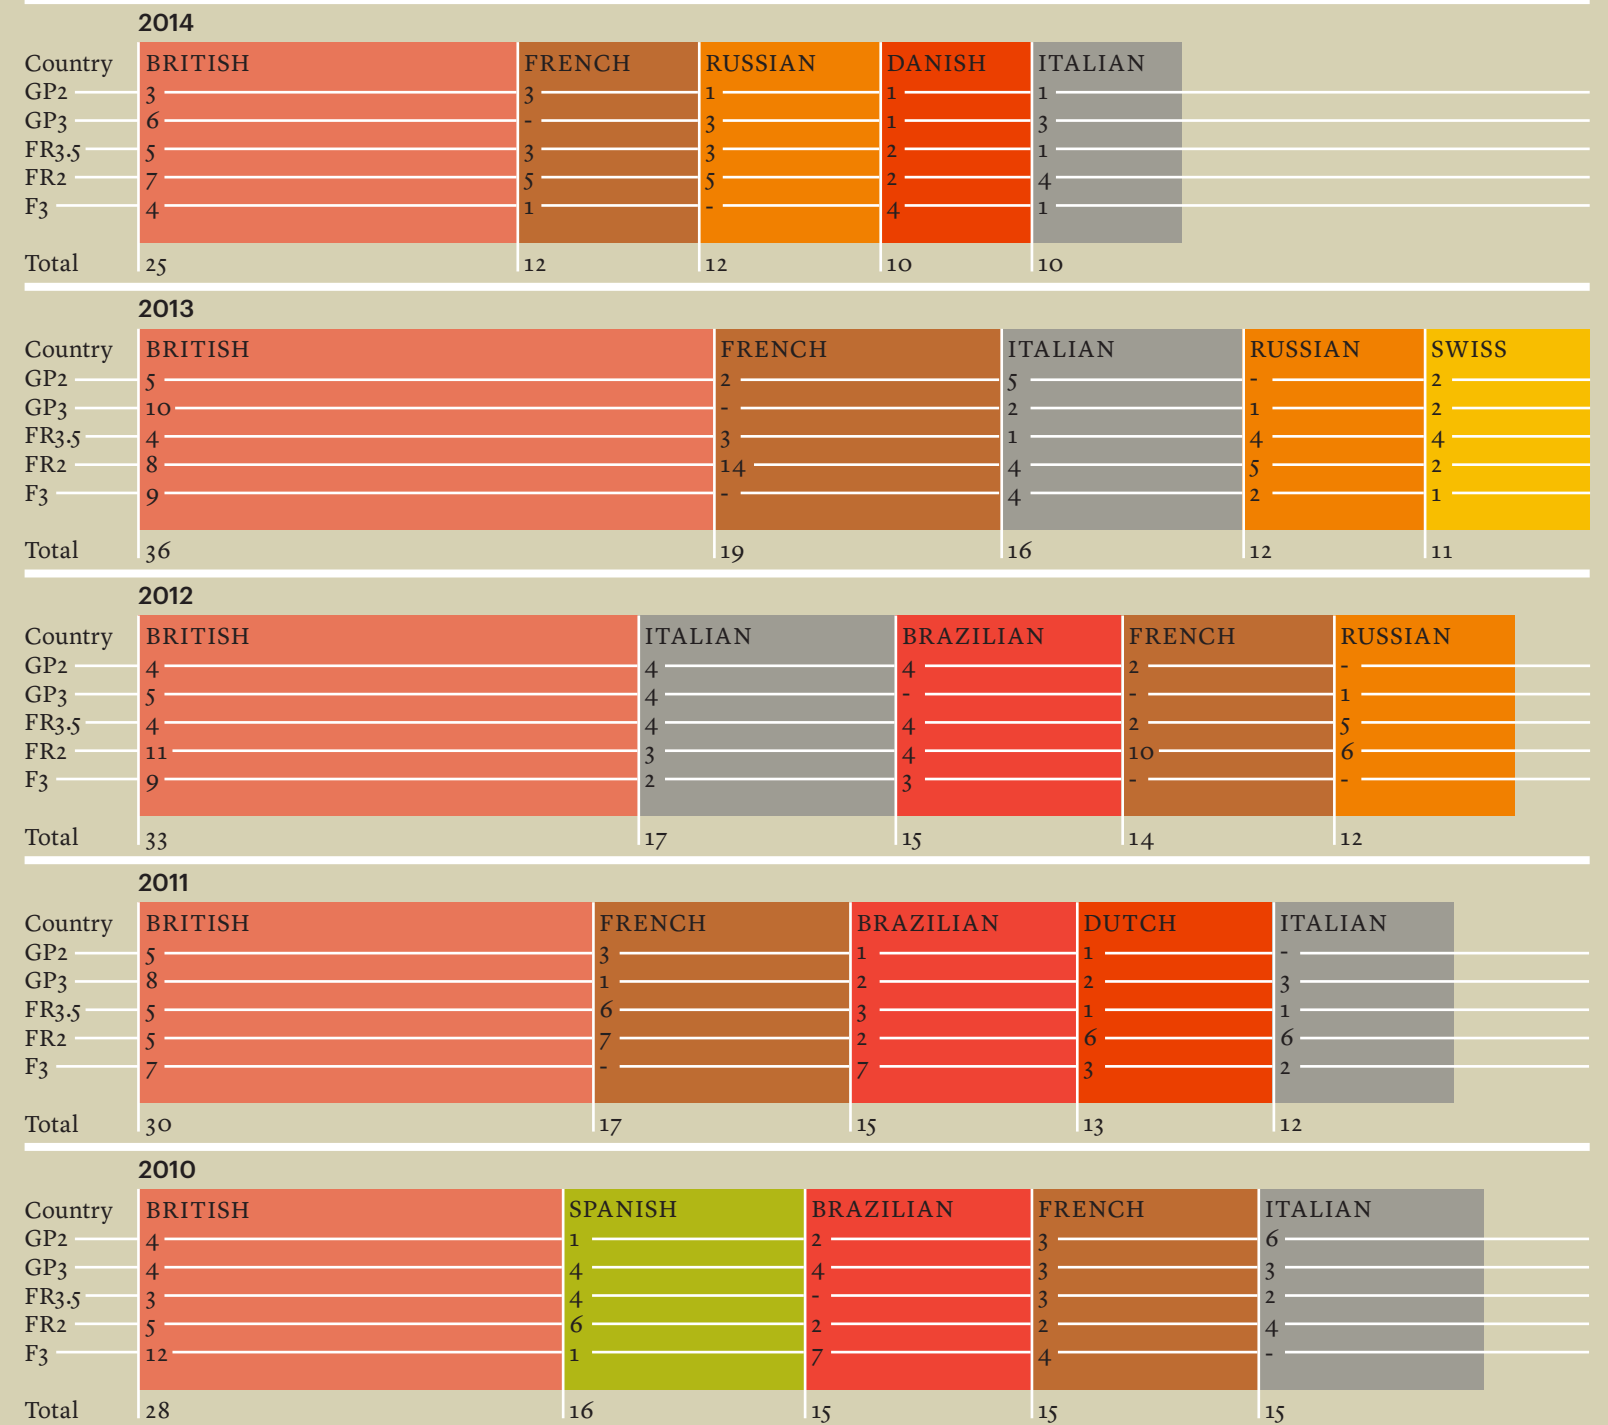 2014
Country BRITISH FRENCH RUSSIAN DANISH ITALIAN
GP2 3 3 1 1 1
GP3 6 - 3 1 3
FR3.5 5 3 3 2 1
FR2 7 5 5 2 4
F3 4 1 - 4 1
Total 25 12 12 10 10
2013
Country BRITISH FRENCH ITALIAN RUSSIAN SWISS
GP2 5 2 5 - 2
GP3 10 - 2 1 2
FR3.5 4 3 1 4 4
FR2 8 14 4 5 2
F3 9 - 4 2 1
Total 36 19 16 12 11
2012
Country BRITISH ITALIAN BRAZILIAN FRENCH RUSSIAN
GP2 4 4 4 2 -
GP3 5 4 - - 1
FR3.5 4 4 4 2 5
FR2 11 3 4 10 6
F3 9 2 3 - -
Total 33 17 15 14 12
2011
Country BRITISH FRENCH BRAZILIAN DUTCH ITALIAN
GP2 5 3 1 1 -
GP3 8 1 2 2 3
FR3.5 5 6 3 1 1
FR2 5 7 2 6 6
F3 7 - 7 3 2
Total 30 17 15 13 12
2010
Country BRITISH SPANISH BRAZILIAN FRENCH ITALIAN
GP2 4 1 2 3 6
GP3 4 4 4 3 3
FR3.5 3 4 - 3 2
FR2 5 6 2 2 4
F3 12 1 7 4 -
Total 28 16 15 15 15